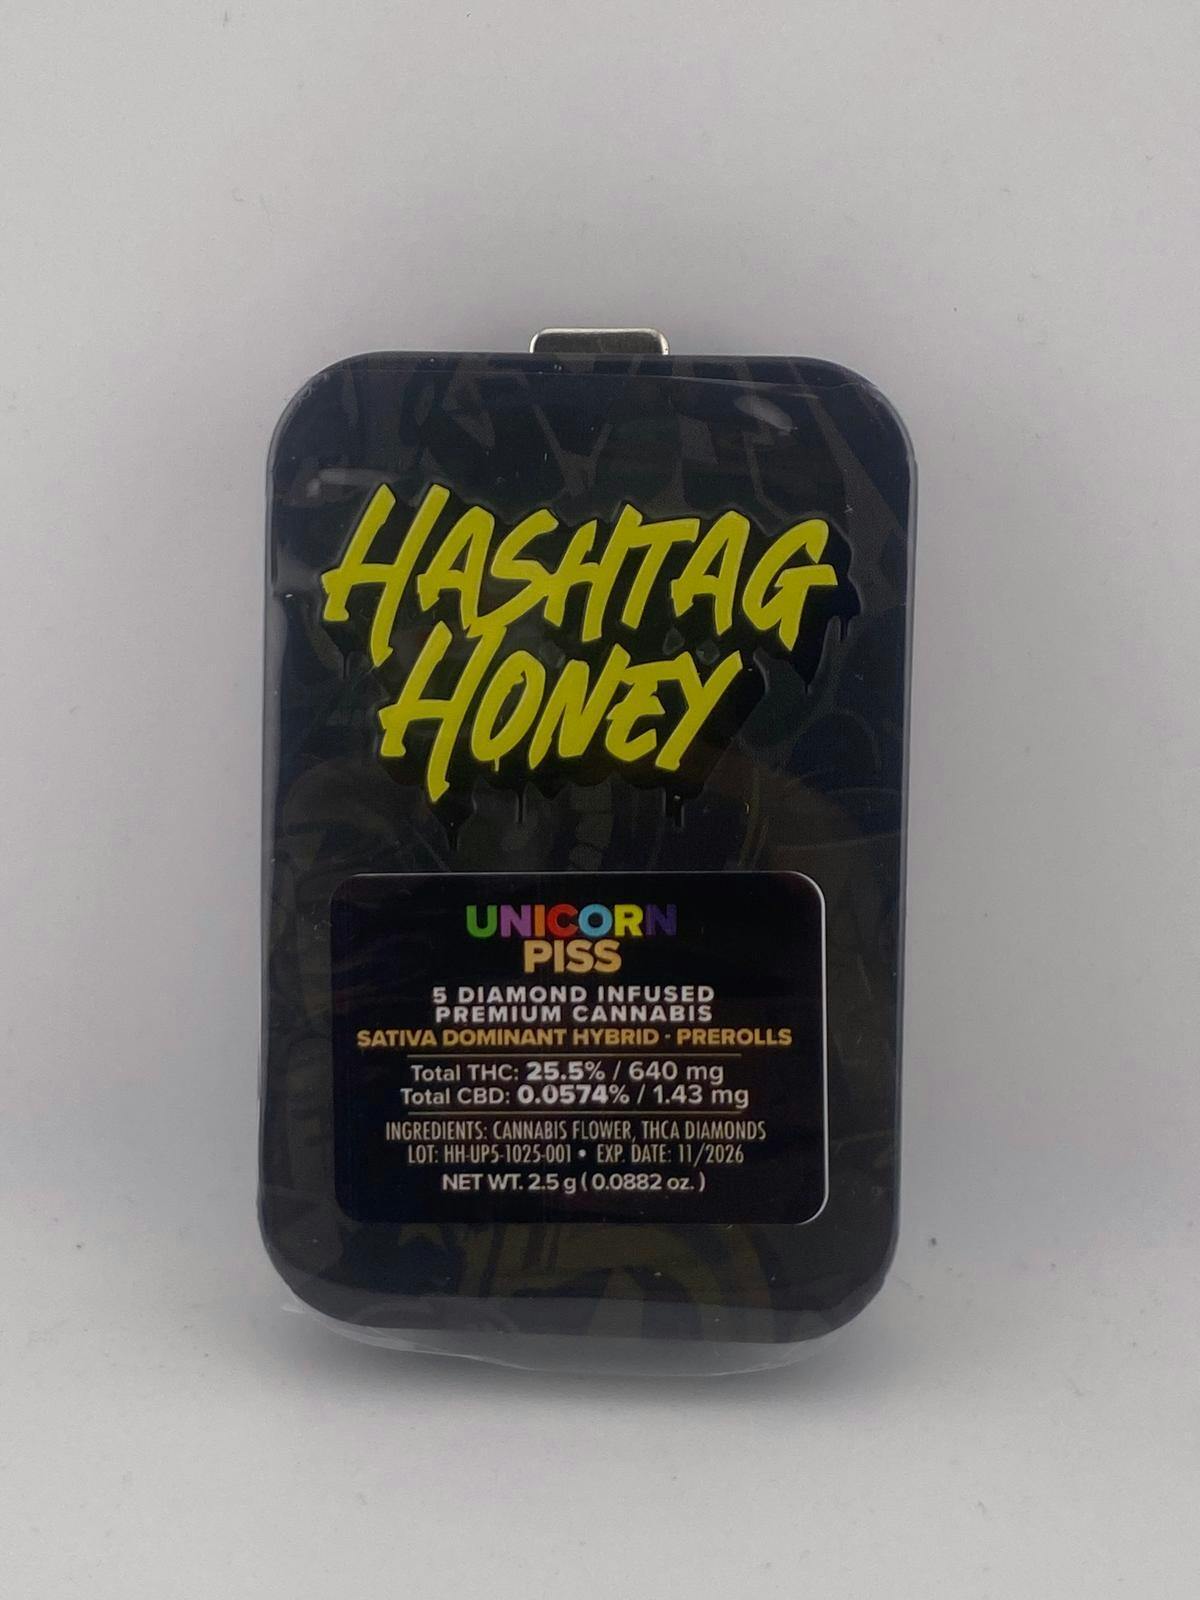 HASHTAG
HONEY
UNICORN
PISS
5 DIAMOND INFUSED
PREMIUM CANNABIS
SATIVA DOMINANT HYBRID · PREROLLS
Total THC: 25.5% / 640 mg
Total CBD: 0.0574% / 1.43 mg
INGREDIENTS: CANNABIS FLOWER, THCA DIAMONDS
LOT: HH-UP5-1025-001 • EXP. DATE: 11/2026
NET WT. 2.5 g ( 0.0882 oz. )